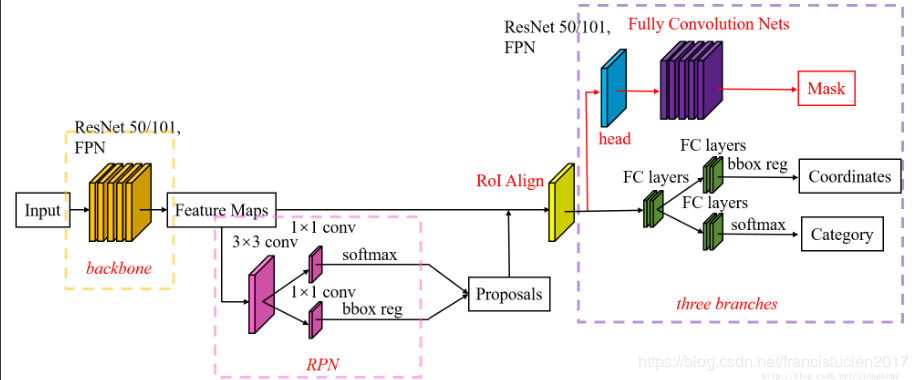 ResNet 50/101,
FPN
Fully Convolution Nets
Mask
head
ResNet 50/101,
FPN
FC layers
bbox reg
RoI Align
FC layers
Coordinates
FC layers
Input
Feature Maps
softmax
Category
1×1 conv
3×3 conv
softmax
backbone
1×1 conv
Proposals
bbox reg
three branches
RPN
https://blog.csdn.net/francislucien2017